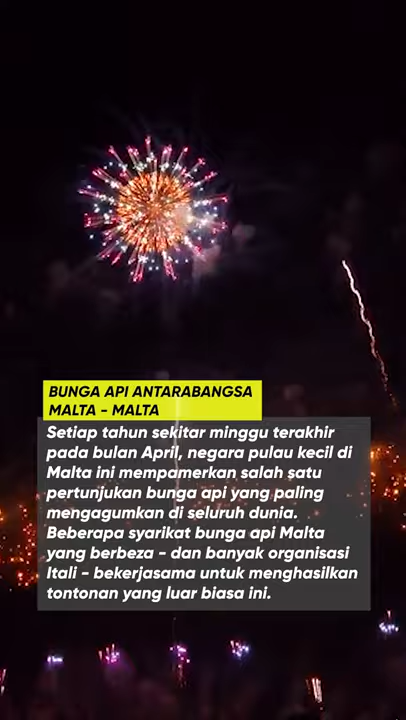 BUNGA API ANTARABANGSA
MALTA - MALTA
Setiap tahun sekitar minggu terakhir
pada bulan April, negara pulau kecil di
Malta ini mempamerkan salah satu
pertunjukan bunga api yang paling
mengagumkan di seluruh dunia.
Beberapa syarikat bunga api Malta
yang berbeza - dan banyak organisasi
Itali - bekerjasama untuk menghasilkan
tontonan yang luar biasa ini.